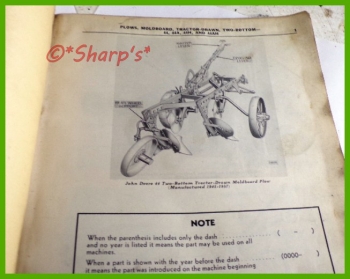 PLOWS, MOLDBOARD, TRACTOR-DRAWN, TWO-BOTTOM—
©*Sharp's*
John Deere 44 Two-Bottom Tractor-Drawn Moldboard Plow
NOTE
When the parenthesis includes only the dash ( – )
and no year is listed it means the part may be used on all
machines.
When a part is shown with the year before the dash (0000–
it means the part was introduced on the machine beginning